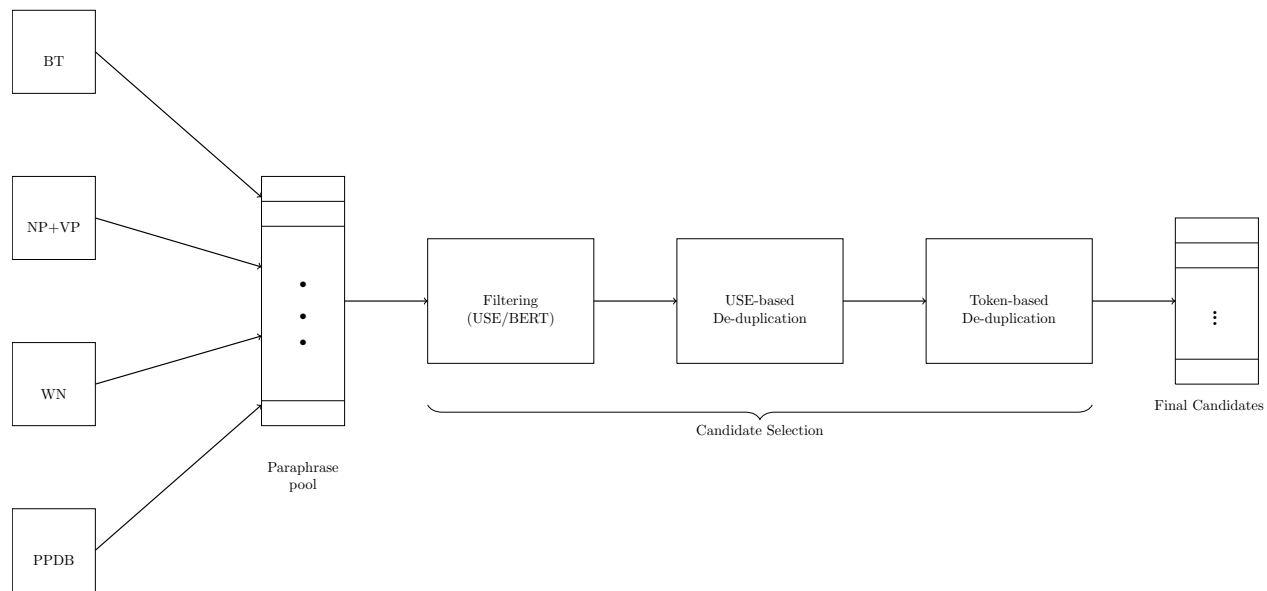 BT
NP+VP
WN
PPDB
Paraphrase
pool
Filtering
(USE/BERT)
USE-based
De-duplication
Token-based
De-duplication
Candidate Selection
Final Candidates